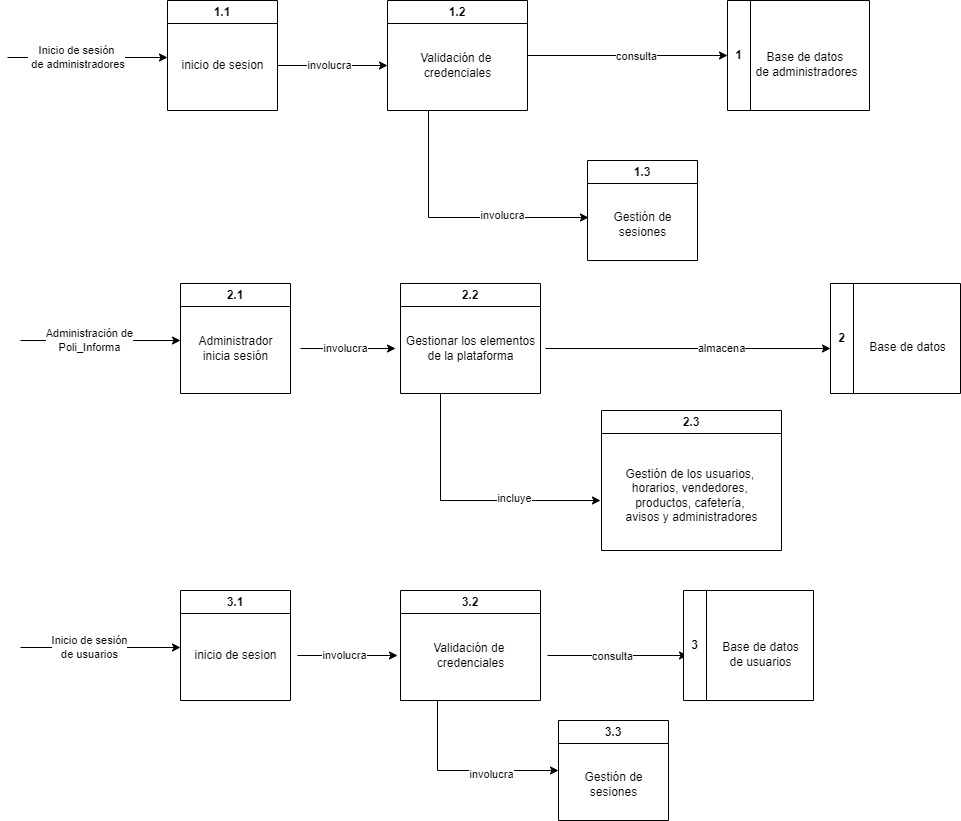 1.1
1.2
Inicio de sesión
de administradores
inicio de sesion
involucra
Validación de
credenciales
consulta
1
Base de datos
de administradores
1.3
involucra
Gestión de
sesiones
2.1
2.2
Administración de
Poli_Informa
Administrador
inicia sesión
involucra
Gestionar los elementos
de la plataforma
almacena
2
Base de datos
2.3
incluye
Gestión de los usuarios,
horarios, vendedores,
productos, cafetería,
avisos y administradores
3.1
3.2
Inicio de sesión
de usuarios
inicio de sesion
involucra
Validación de
credenciales
consulta
3
Base de datos
de usuarios
3.3
involucra
Gestión de
sesiones